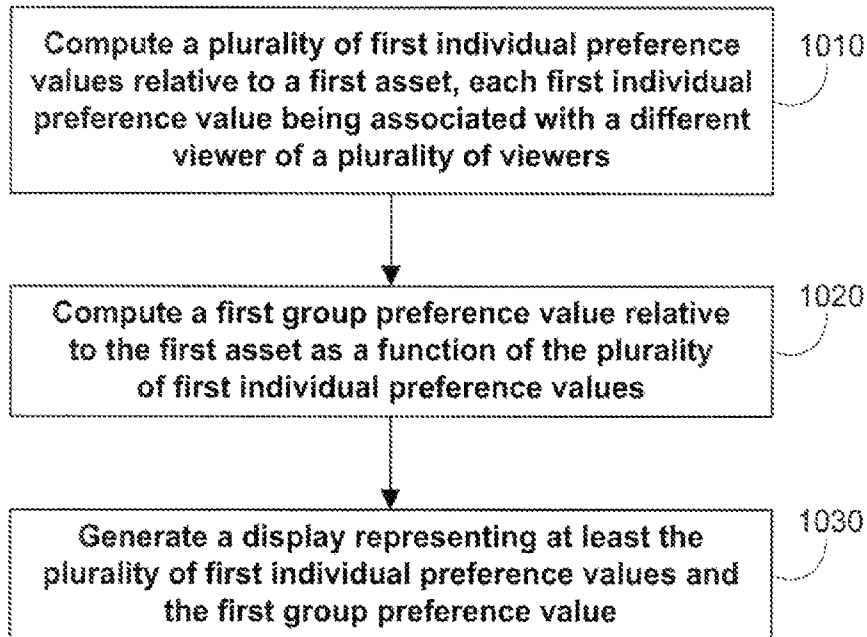 Compute a plurality of first individual preference
values relative to a first asset, each first individual
preference value being associated with a different
viewer of a plurality of viewers
1010
Compute a first group preference value relative
to the first asset as a function of the plurality
of first individual preference values
1020
Generate a display representing at least the
plurality of first individual preference values and
the first group preference value
1030